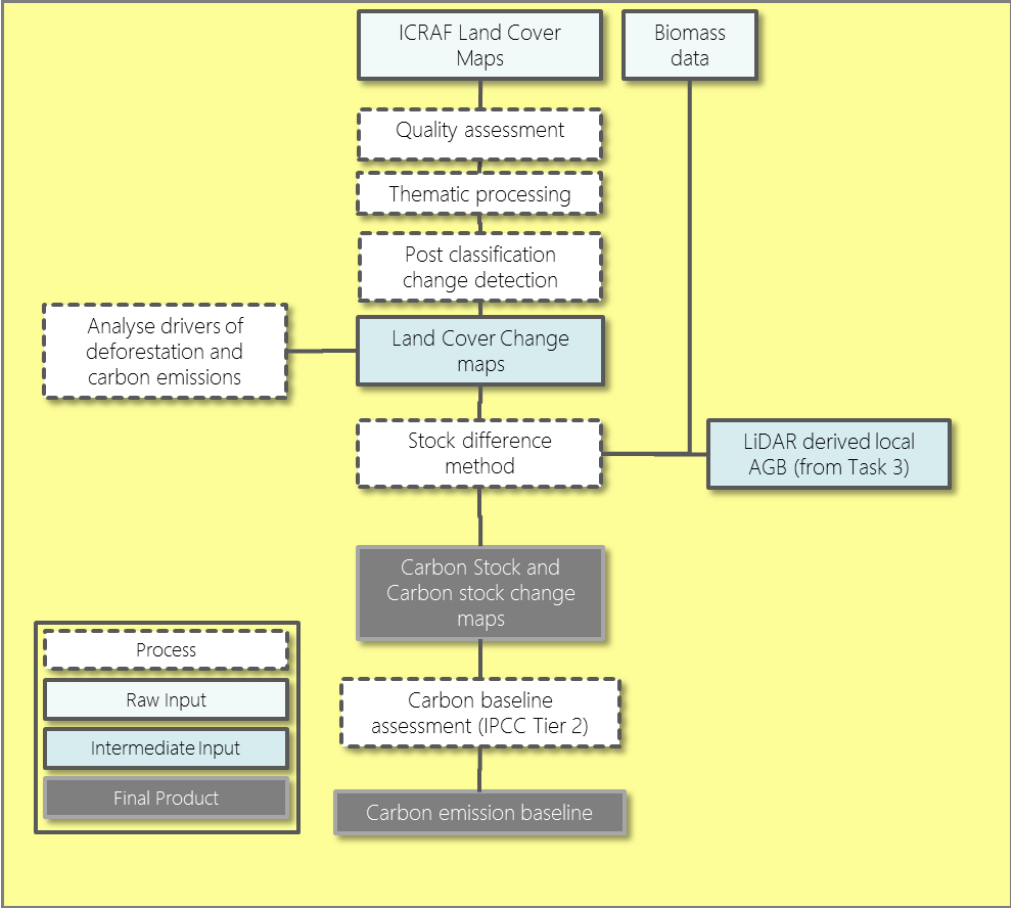 ICRAF Land Cover
Maps
Biomass
data
Quality assessment
Thematic processing
Post classification
change detection
Analyse drivers of
deforestation and
carbon emissions
Land Cover Change
maps
Stock difference
method
LiDAR derived local
AGB (from Task 3)
Carbon Stock and
Carbon stock change
maps
Process
Raw Input
Intermediate Input
Final Product
Carbon baseline
assessment (IPCC Tier 2)
Carbon emission baseline